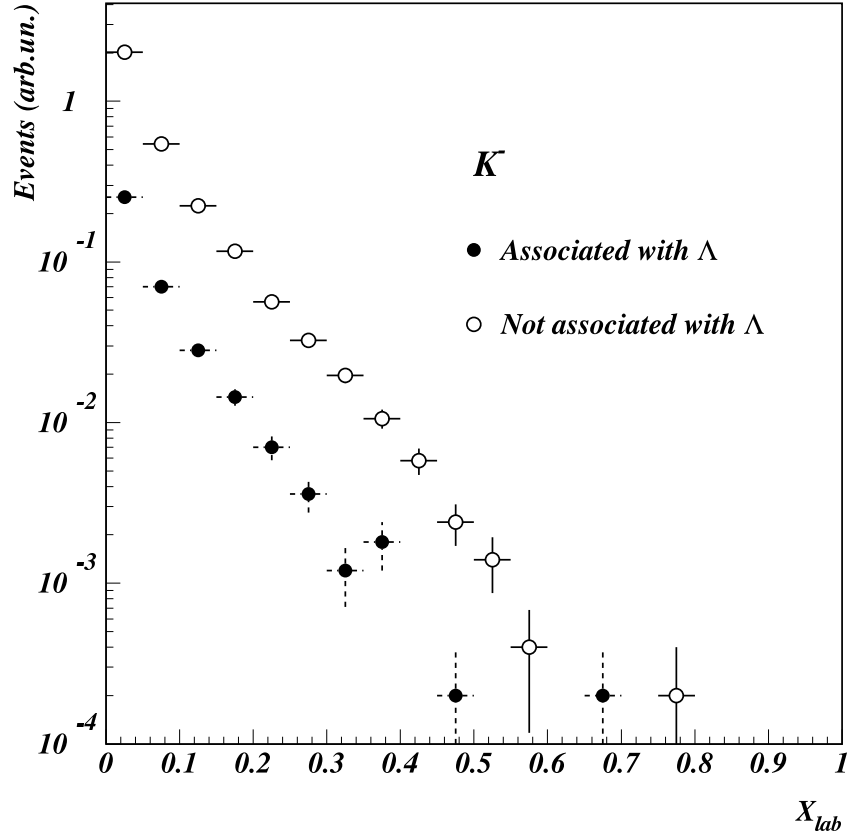 Events (arb.un.)
1
10 -1
10 -2
10 -3
10 -4
K-
Associated with Λ
Not associated with Λ
0 0.1 0.2 0.3 0.4 0.5 0.6 0.7 0.8 0.9 1
X lab